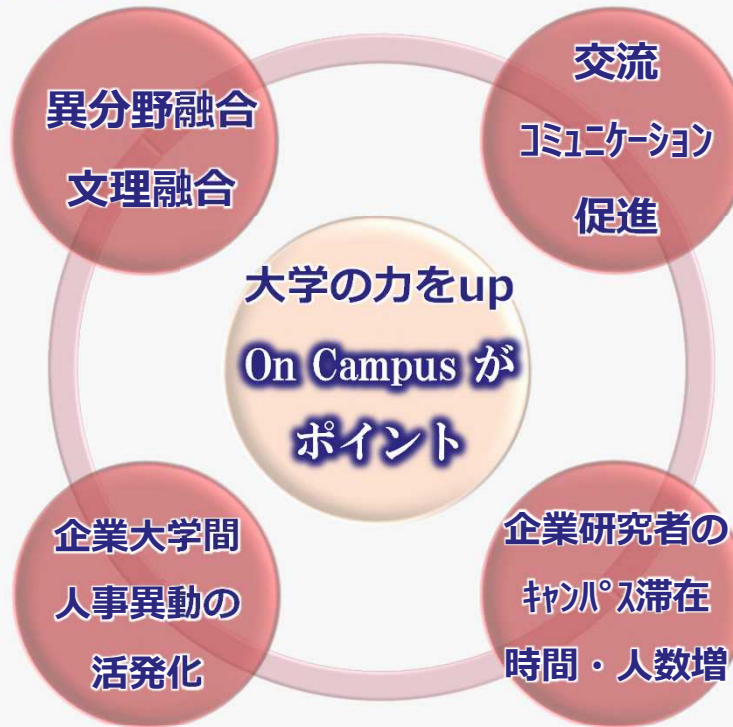 異分野融合
文理融合
交流
ｺﾐｭﾆｹｰｼｮﾝ
促進
大学の力をup
On Campus が
ポイント
企業大学間
人事異動の
活発化
企業研究者の
ｷｬﾝﾊﾟｽ滞在
時間・人数増